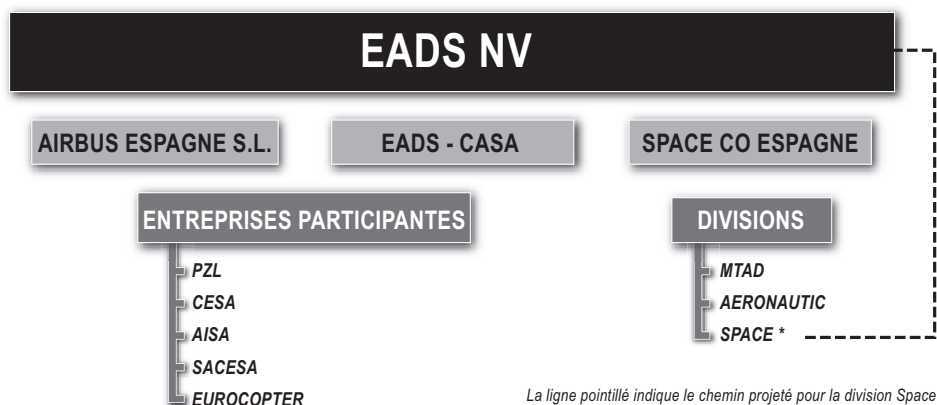 EADS NV
AIRBUS ESPAGNE S.L.
EADS - CASA
SPACE CO ESPAGNE
ENTREPRISES PARTICIPANTES
PZL
CESA
AISA
SACESA
EUROCOPTER
DIVISIONS
MTAD
AERONAUTIC
SPACE *
La ligne pointillé indique le chemin projeté pour la division Space